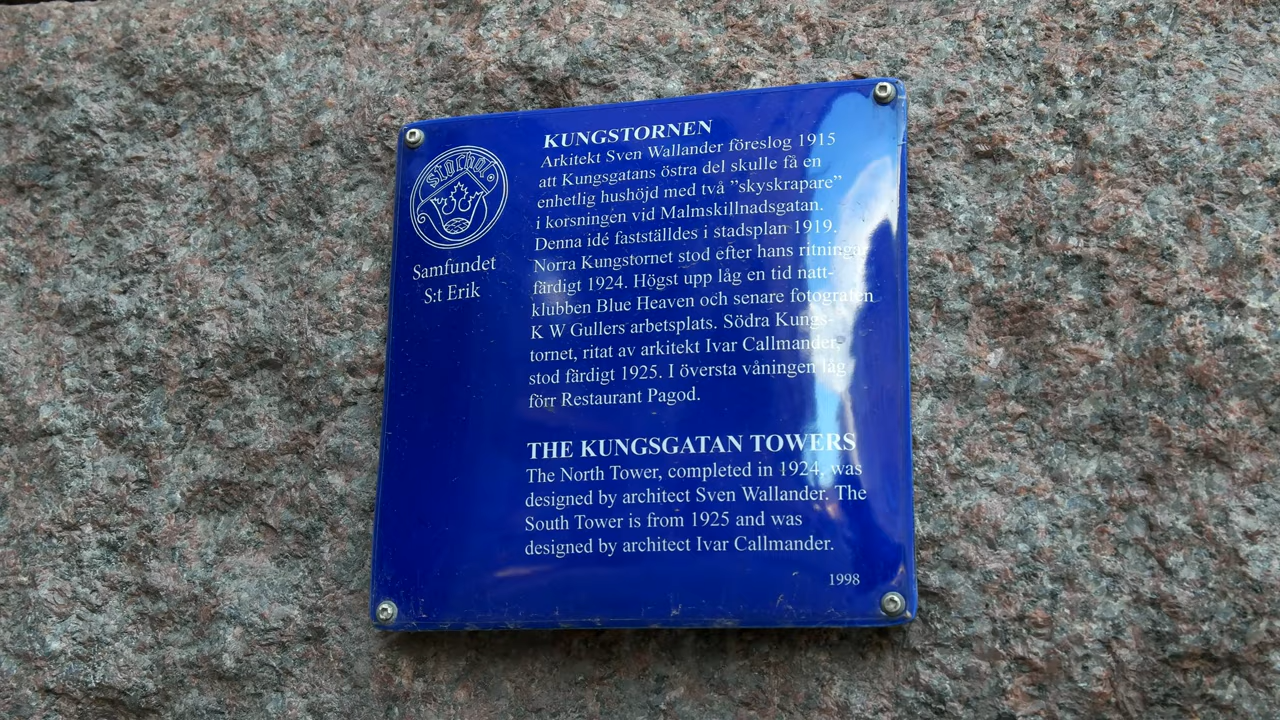 KUNGSTORNEN
Arkitekt Sven Wallander föreslog 1915
att Kungsgatans östra del skulle få en
enhetlig hushöjd med två ”skyskrapare”
i korsningen vid Malmskillnadsgatan.
Denna idé fastställdes i stadsplan 1919.
Norra Kungstornet stod efter hans ritningar
färdigt 1924. Högst upp låg en tid natt-
klubben Blue Heaven och senare fotografen
K W Gullers arbetsplats. Södra Kungs-
tornet, ritat av arkitekt Ivar Callmander,
stod färdigt 1925. I översta våningen låg
förr Restaurant Pagod.
Samfundet
S:t Erik
THE KUNGSGATAN TOWERS
The North Tower, completed in 1924, was
designed by architect Sven Wallander. The
South Tower is from 1925 and was
designed by architect Ivar Callmander.
1998